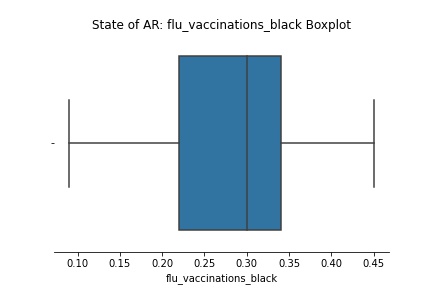 State of AR: flu_vaccinations_black Boxplot
-
0.10 0.15 0.20 0.25 0.30 0.35 0.40 0.45
flu_vaccinations_black